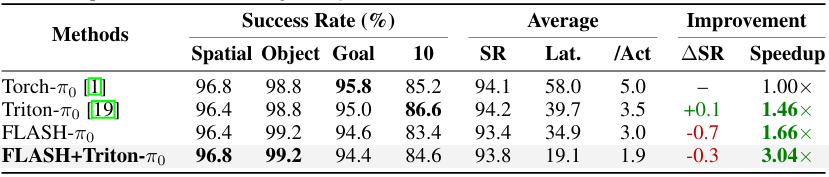 Methods Success Rate (%) Average Improvement
Spatial Object Goal 10 SR Lat. /Act ΔSR Speedup
Torch-π₀ [1] 96.8 98.8 95.8 85.2 94.1 58.0 5.0 – 1.00×
Triton-π₀ [19] 96.4 98.8 95.0 86.6 94.2 39.7 3.5 +0.1 1.46×
FLASH-π₀ 96.4 99.2 94.6 83.4 93.4 34.9 3.0 -0.7 1.66×
FLASH+Triton-π₀ 96.8 99.2 94.4 84.6 93.8 19.1 1.9 -0.3 3.04×